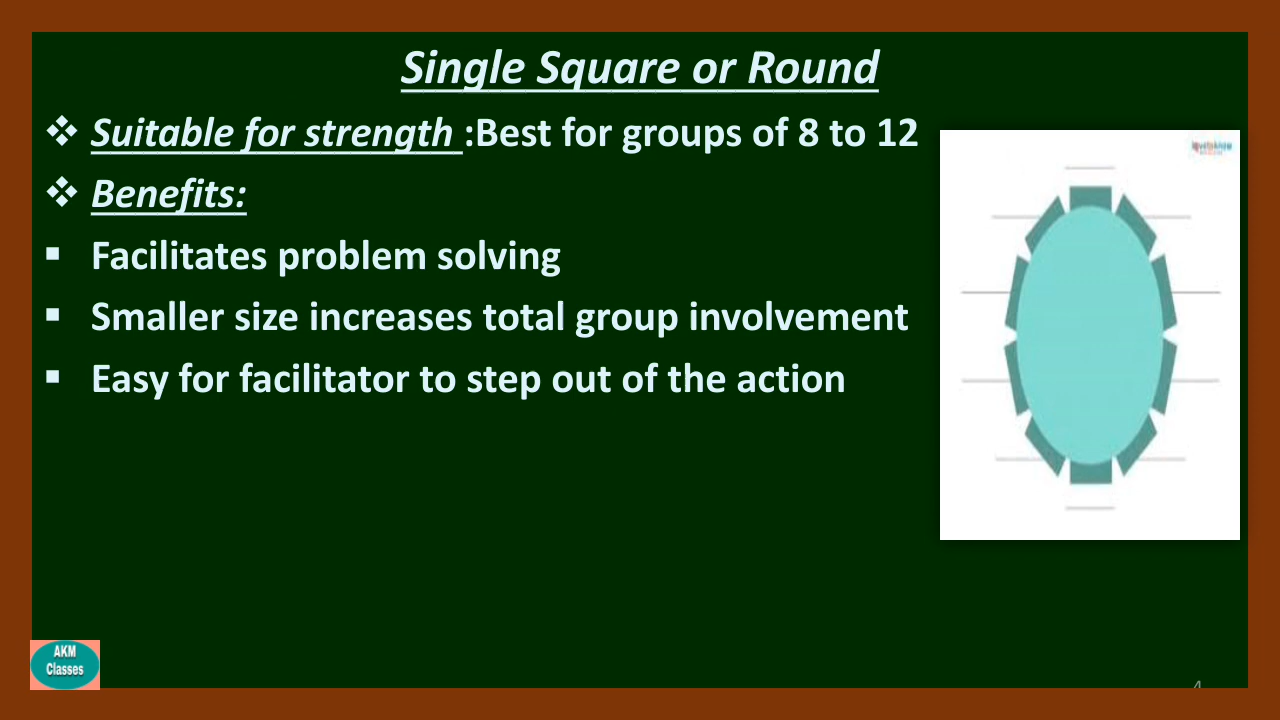 Single Square or Round
❖ Suitable for strength :Best for groups of 8 to 12
❖ Benefits:
▪ Facilitates problem solving
▪ Smaller size increases total group involvement
▪ Easy for facilitator to step out of the action
AKM
Classes
4